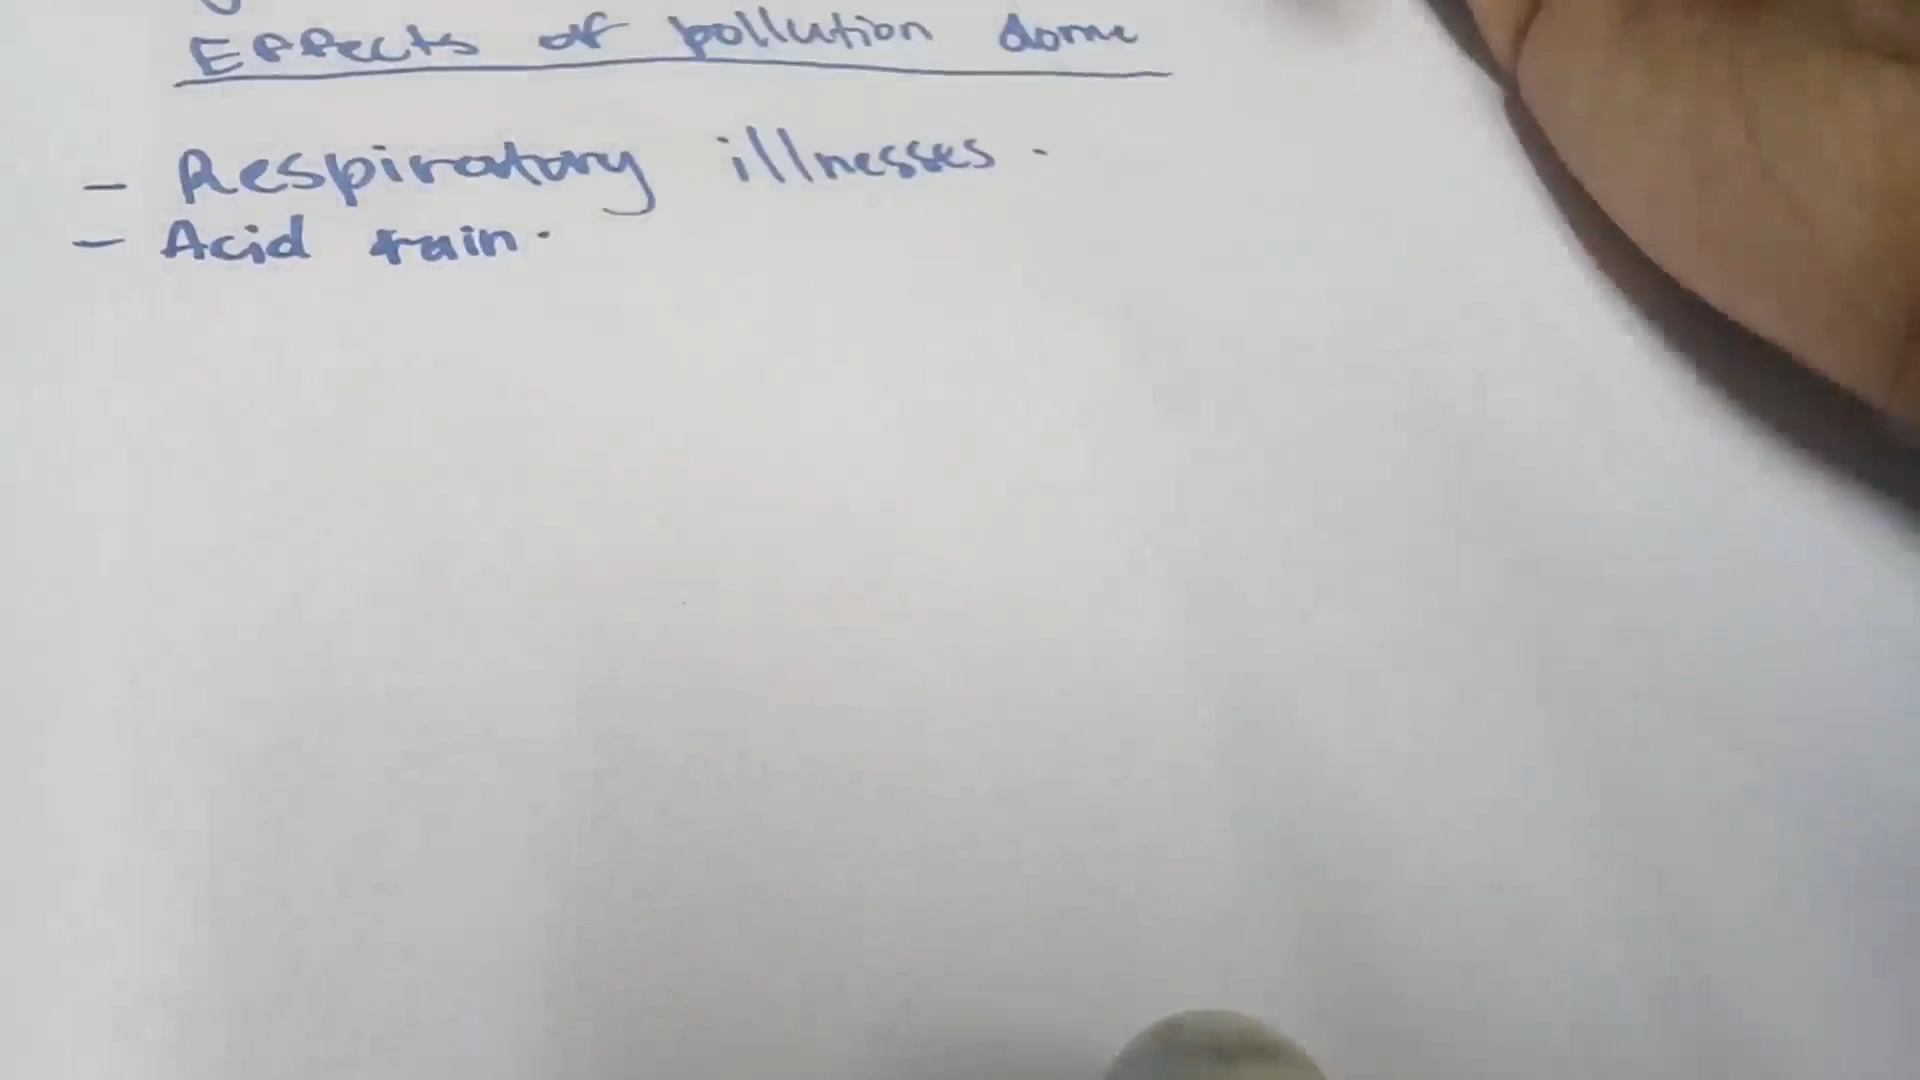 Effects of pollution dome
- Respiratory illnesses.
- Acid rain.